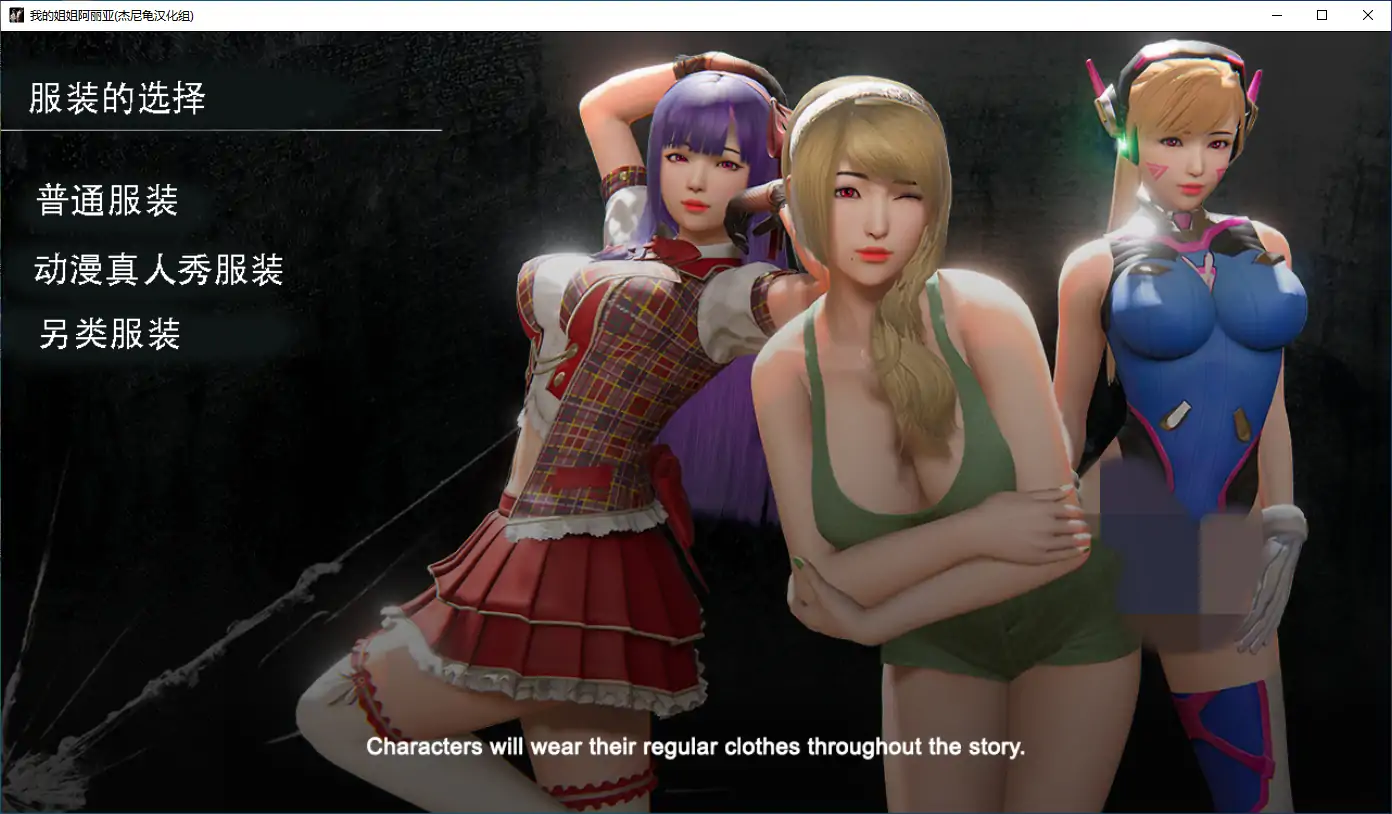 我的姐姐阿丽亚(杰尼龟汉化组)
服装的选择
普通服装
动漫真人秀服装
另类服装
Characters will wear their regular clothes throughout the story.